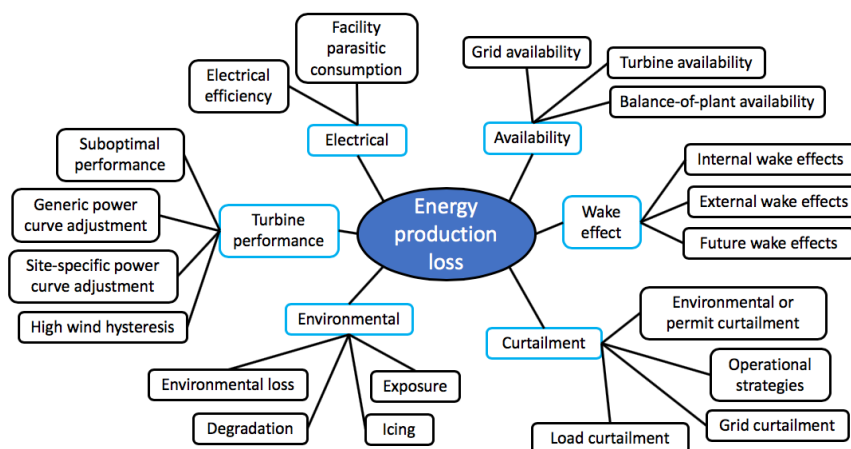 Facility
parasitic
consumption
Electrical
efficiency
Electrical
Grid availability
Turbine availability
Balance-of-plant availability
Availability
Suboptimal
performance
Generic power
curve adjustment
Site-specific power
curve adjustment
High wind hysteresis
Turbine
performance
Energy
production
loss
Wake
effect
Internal wake effects
External wake effects
Future wake effects
Environmental
Environmental loss
Degradation
Icing
Exposure
Curtailment
Environmental or
permit curtailment
Operational
strategies
Grid curtailment
Load curtailment